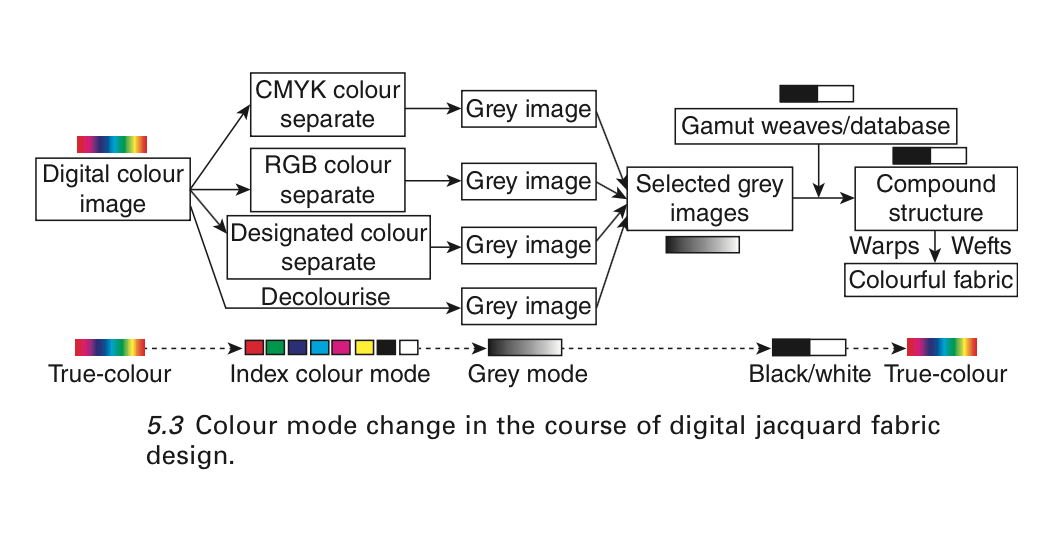 CMYK colour
separate
Grey image
Gamut weaves/database
Digital colour
image
RGB colour
separate
Grey image
Selected grey
images
Compound
structure
Designated colour
separate
Grey image
Warps Wefts
Colourful fabric
Decolourise
Grey image
True-colour
Index colour mode
Grey mode
Black/white
True-colour
5.3 Colour mode change in the course of digital jacquard fabric
design.